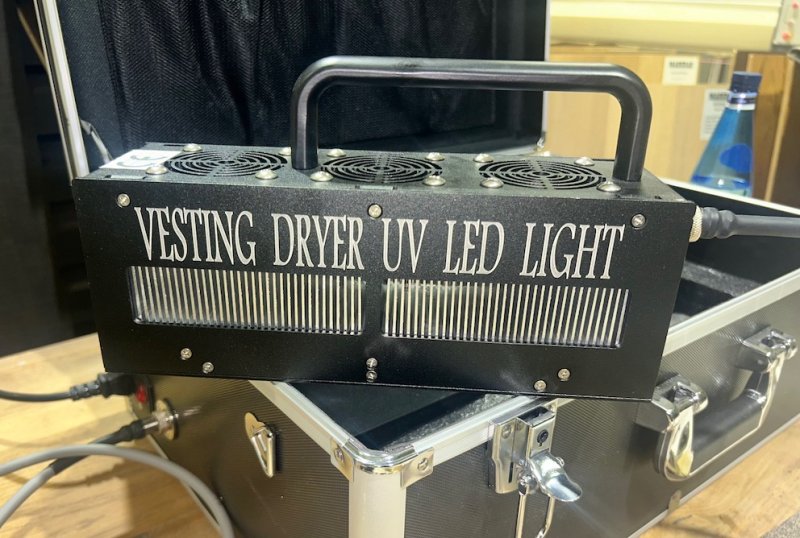 VESTING DRYER UV LED LIGHT